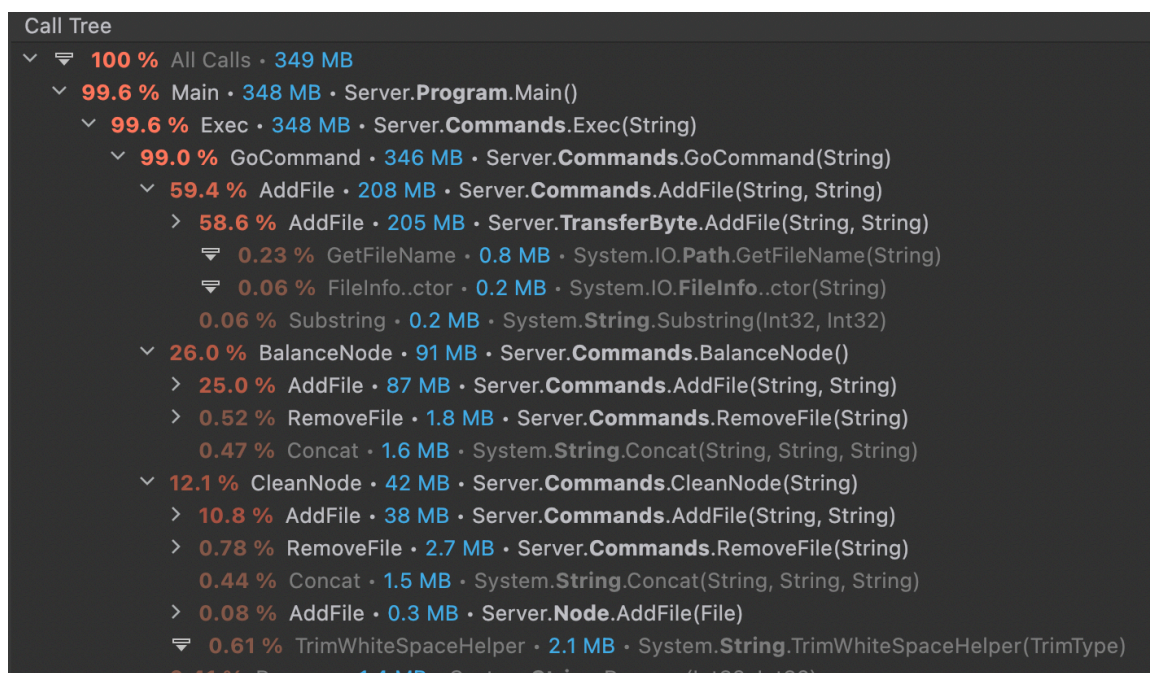 Call Tree
100 % All Calls • 349 MB
99.6 % Main • 348 MB • Server.Program.Main()
99.6 % Exec • 348 MB • Server.Commands.Exec(String)
99.0 % GoCommand • 346 MB • Server.Commands.GoCommand(String)
59.4 % AddFile • 208 MB • Server.Commands.AddFile(String, String)
58.6 % AddFile • 205 MB • Server.TransferByte.AddFile(String, String)
0.23 % GetFileName • 0.8 MB • System.IO.Path.GetFileName(String)
0.06 % FileInfo..ctor • 0.2 MB • System.IO.FileInfo..ctor(String)
0.06 % Substring • 0.2 MB • System.String.Substring(Int32, Int32)
26.0 % BalanceNode • 91 MB • Server.Commands.BalanceNode()
25.0 % AddFile • 87 MB • Server.Commands.AddFile(String, String)
0.52 % RemoveFile • 1.8 MB • Server.Commands.RemoveFile(String)
0.47 % Concat • 1.6 MB • System.String.Concat(String, String, String)
12.1 % CleanNode • 42 MB • Server.Commands.CleanNode(String)
10.8 % AddFile • 38 MB • Server.Commands.AddFile(String, String)
0.78 % RemoveFile • 2.7 MB • Server.Commands.RemoveFile(String)
0.44 % Concat • 1.5 MB • System.String.Concat(String, String, String)
0.08 % AddFile • 0.3 MB • Server.Node.AddFile(File)
0.61 % TrimWhiteSpaceHelper • 2.1 MB • System.String.TrimWhiteSpaceHelper(TrimType)